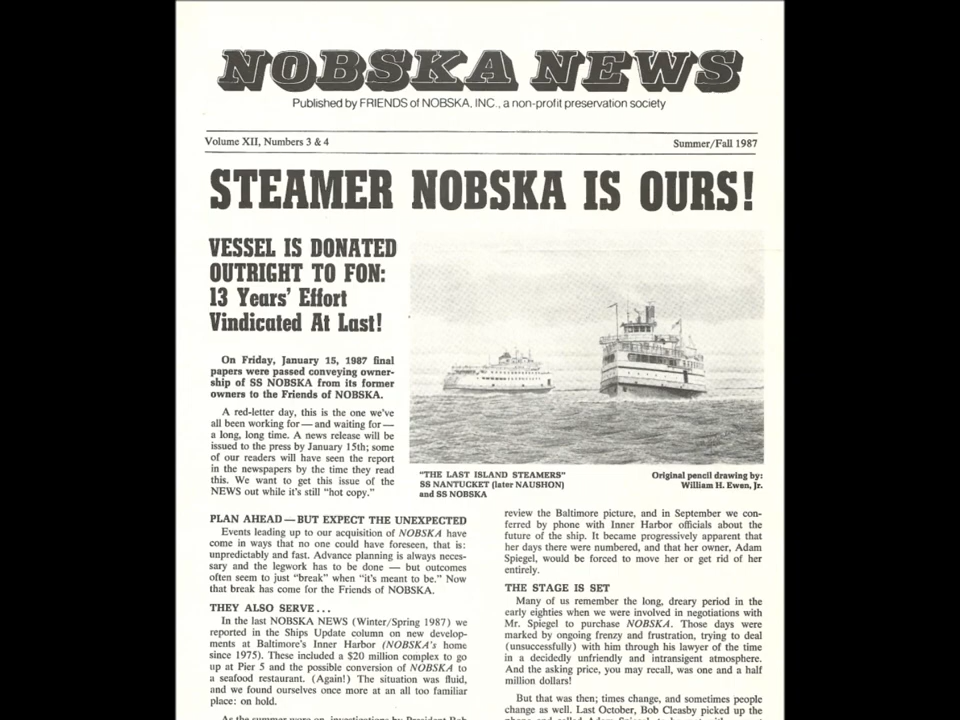 NOBSKA NEWS
Published by FRIENDS of NOBSKA, INC., a non-profit preservation society
Volume XII, Numbers 3 & 4
Summer/Fall 1987
STEAMER NOBSKA IS OURS!
VESSEL IS DONATED
OUTRIGHT TO FON:
13 Years' Effort
Vindicated At Last!
On Friday, January 15, 1987 final
papers were passed conveying owner-
ship of SS NOBSKA from its former
owners to the Friends of NOBSKA.
A red-letter day, this is the one we've
all been working for — and waiting for —
a long, long time. A news release will be
issued to the press by January 15th; some
of our readers will have seen the report
in the newspapers by the time they read
this. We want to get this issue of the
NEWS out while it's still "hot copy."
"THE LAST ISLAND STEAMERS"
SS NANTUCKET (later NAUSHON)
and SS NOBSKA
Original pencil drawing by:
William H. Ewen, Jr.
PLAN AHEAD — BUT EXPECT THE UNEXPECTED
Events leading up to our acquisition of NOBSKA have
come in ways that no one could have foreseen, that is:
unpredictably and fast. Advance planning is always neces-
sary and the legwork has to be done — but outcomes
often seem to just "break" when "it's meant to be." Now
that break has come for the Friends of NOBSKA.
THEY ALSO SERVE . . .
In the last NOBSKA NEWS (Winter/Spring 1987) we
reported in the Ships Update column on new develop-
ments at Baltimore's Inner Harbor (NOBSKA's home
since 1975). These included a $20 million complex to go
up at Pier 5 and the possible conversion of NOBSKA to
a seafood restaurant. (Again!) The situation was fluid,
and we found ourselves once more at an all too familiar
place: on hold.
As the summer wore on, investigations by President Bob
review the Baltimore picture, and in September we con-
ferred by phone with Inner Harbor officials about the
future of the ship. It became progressively apparent that
her days there were numbered, and that her owner, Adam
Spiegel, would be forced to move her or get rid of her
entirely.
THE STAGE IS SET
Many of us remember the long, dreary period in the
early eighties when we were involved in negotiations with
Mr. Spiegel to purchase NOBSKA. Those days were
marked by ongoing frenzy and frustration, trying to deal
(unsuccessfully) with him through his lawyer of the time
in a decidedly unfriendly and intransigent atmosphere.
And the asking price, you may recall, was one and a half
million dollars!
But that was then; times change, and sometimes people
change as well. Last October, Bob Cleasby picked up the